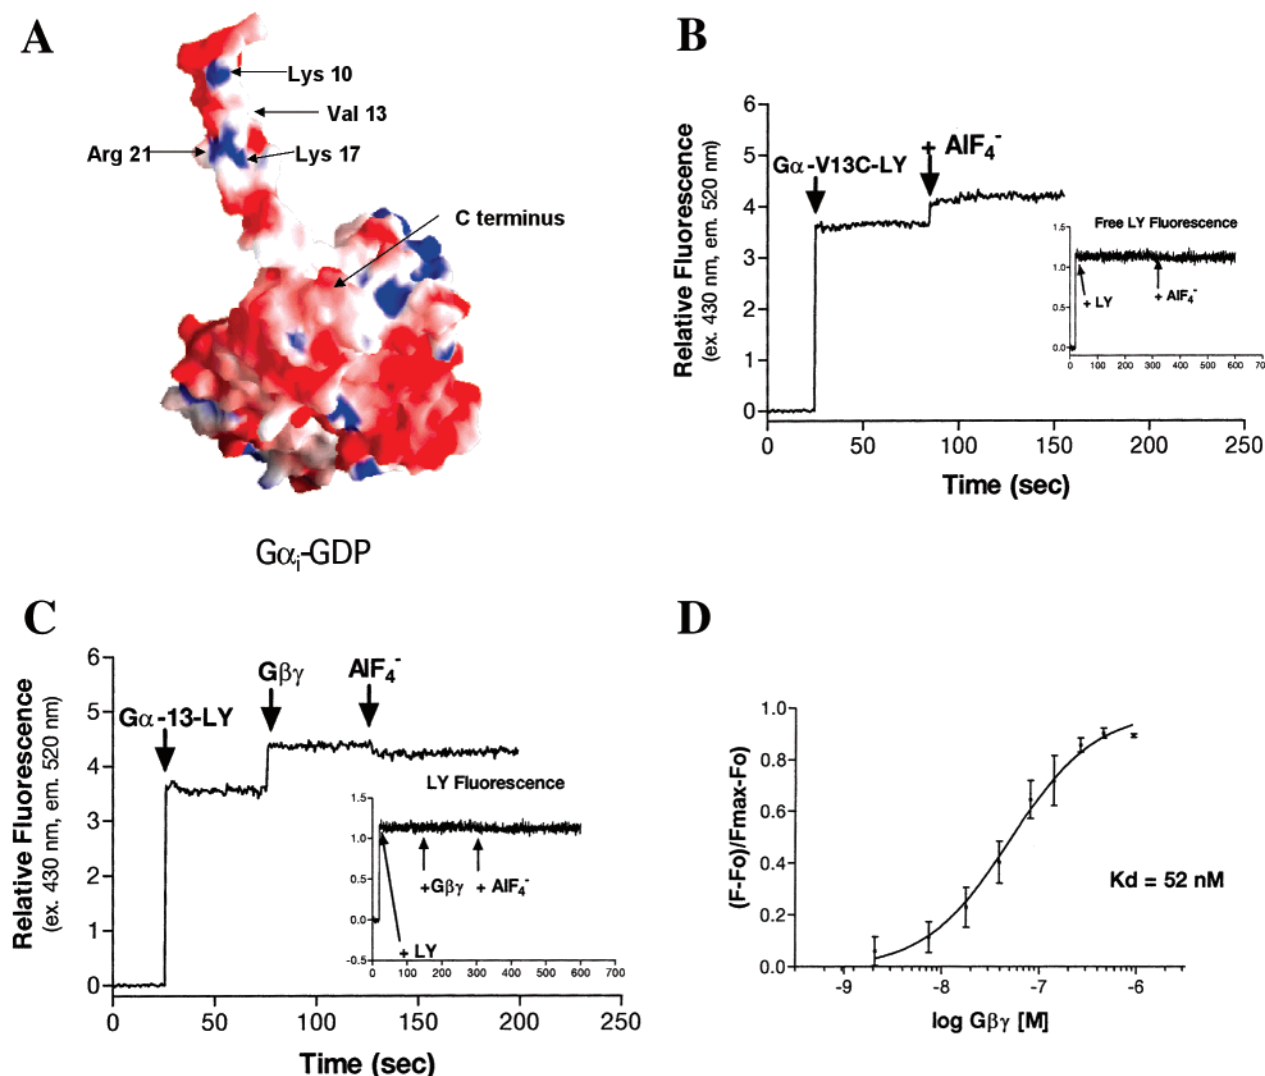 A
Lys 10
Val 13
Arg 21
Lys 17
C terminus
Gαi-GDP
B
Relative Fluorescence
(ex. 430 nm, em. 520 nm)
6
5
4
3
2
1
0
Gα-V13C-LY
+ AlF4-
0 50 100 150 200 250
Time (sec)
Free LY Fluorescence
1.5
1.0
0.5
0.0
+ LY
+ AlF4-
0 100 200 300 400 500 600 700
C
Relative Fluorescence
(ex. 430 nm, em. 520 nm)
6
5
4
3
2
1
0
Gα-13-LY
Gβγ
AlF4-
0 50 100 150 200 250
Time (sec)
LY Fluorescence
1.5
1.0
0.5
0.0
-0.5
+Gβγ
+ AlF4-
+ LY
0 100 200 300 400 500 600 700
D
(F-Fo)/Fmax-Fo)
1.0
0.8
0.6
0.4
0.2
0.0
Kd = 52 nM
-9 -8 -7 -6
log Gβγ [M]